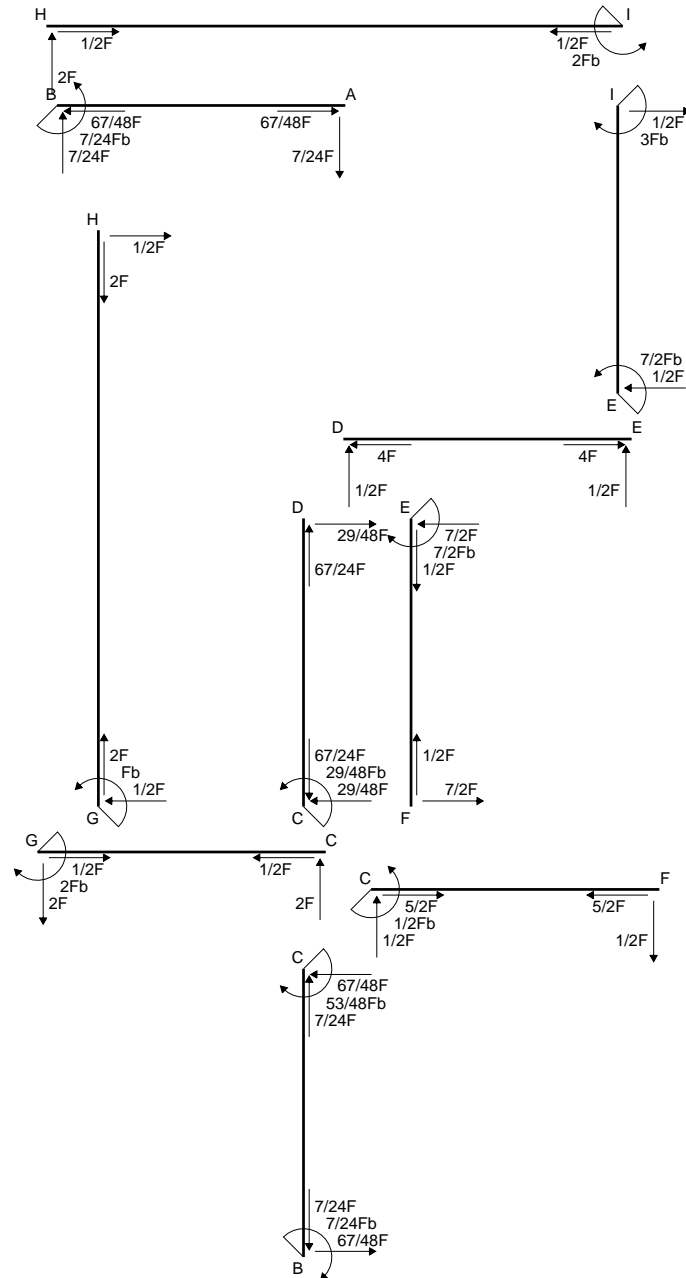 H I
1/2F 1/2F
2Fb
2F
B A I
67/48F 67/48F 1/2F
7/24Fb 3Fb
7/24F 7/24F
H
1/2F
2F
7/2Fb
1/2F
E
D E
4F 4F
1/2F 1/2F
D E
29/48F 7/2F
7/2Fb
67/24F 1/2F
2F 67/24F 1/2F
Fb 29/48Fb
1/2F 29/48F 7/2F
G C F
G C
1/2F 1/2F
2Fb
2F 2F
C F
5/2F 5/2F
1/2Fb
1/2F 1/2F
C
67/48F
53/48Fb
7/24F
7/24F
7/24Fb
67/48F
B